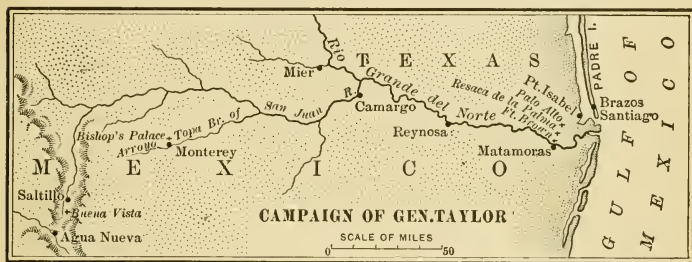 TEXAS
Rio Grande del Norte
Mier
Camargo
Reynosa
Matamoras
Resaca de la Palma
Palo Alto
Ft. Brown
Pt. Isabel
PADRE I.
Brazos
Santiago
GULF OF
MEXICO
San Juan R.
Arroyo Topa Br. of
Bishop's Palace
Monterey
MEXICO
Saltillo
Buena Vista
Agua Nueva
CAMPAIGN OF GEN. TAYLOR
SCALE OF MILES
0 50